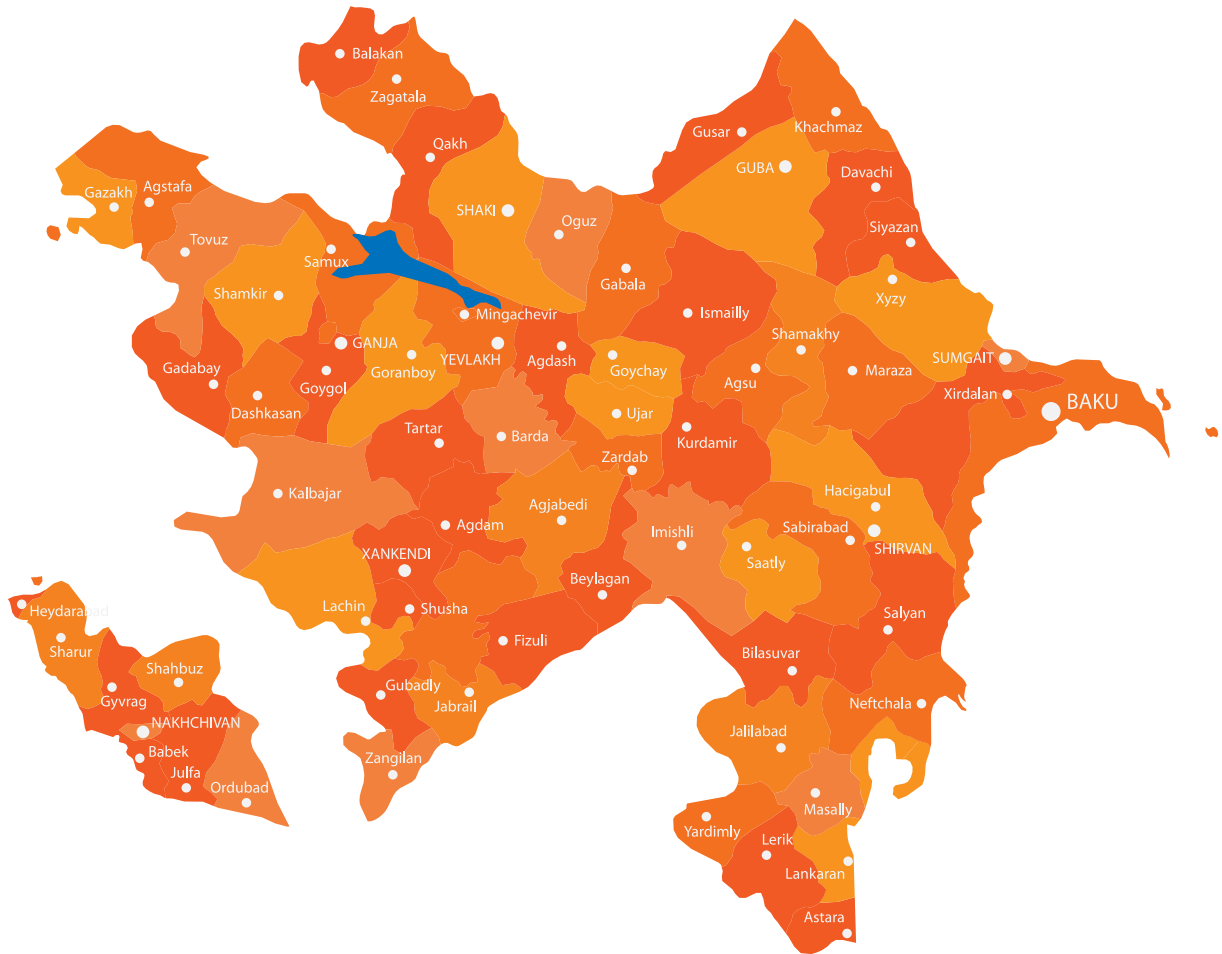 Balakan
Zagatala
Qakh
Gusar
Khachmaz
GUBA
Davachi
Gazakh
Agstafa
SHAKI
Oguz
Siyazan
Tovuz
Samux
Shamkir
Gabala
Xyzy
Mingachevir
Ismailly
Shamakhy
GANJA
YEVLAKH
Agdash
Goychay
SUMGAIT
Gadabay
Goygol
Goranboy
Agsu
Maraza
Dashkasan
Xirdalan
BAKU
Ujar
Tartar
Barda
Kurdamir
Zardab
Kalbajar
Hacigabul
Agdam
Agjabedi
Imishli
Sabirabad
SHIRVAN
XANKENDI
Saatly
Beylagan
Heydarabad
Lachin
Shusha
Salyan
Sharur
Fizuli
Bilasuvar
Shahbuz
Gyvrag
Gubadly
Jabrail
Neftchala
NAKHCHIVAN
Jalilabad
Babek
Zangilan
Julfa
Ordubad
Masally
Yardimly
Lerik
Lankaran
Astara